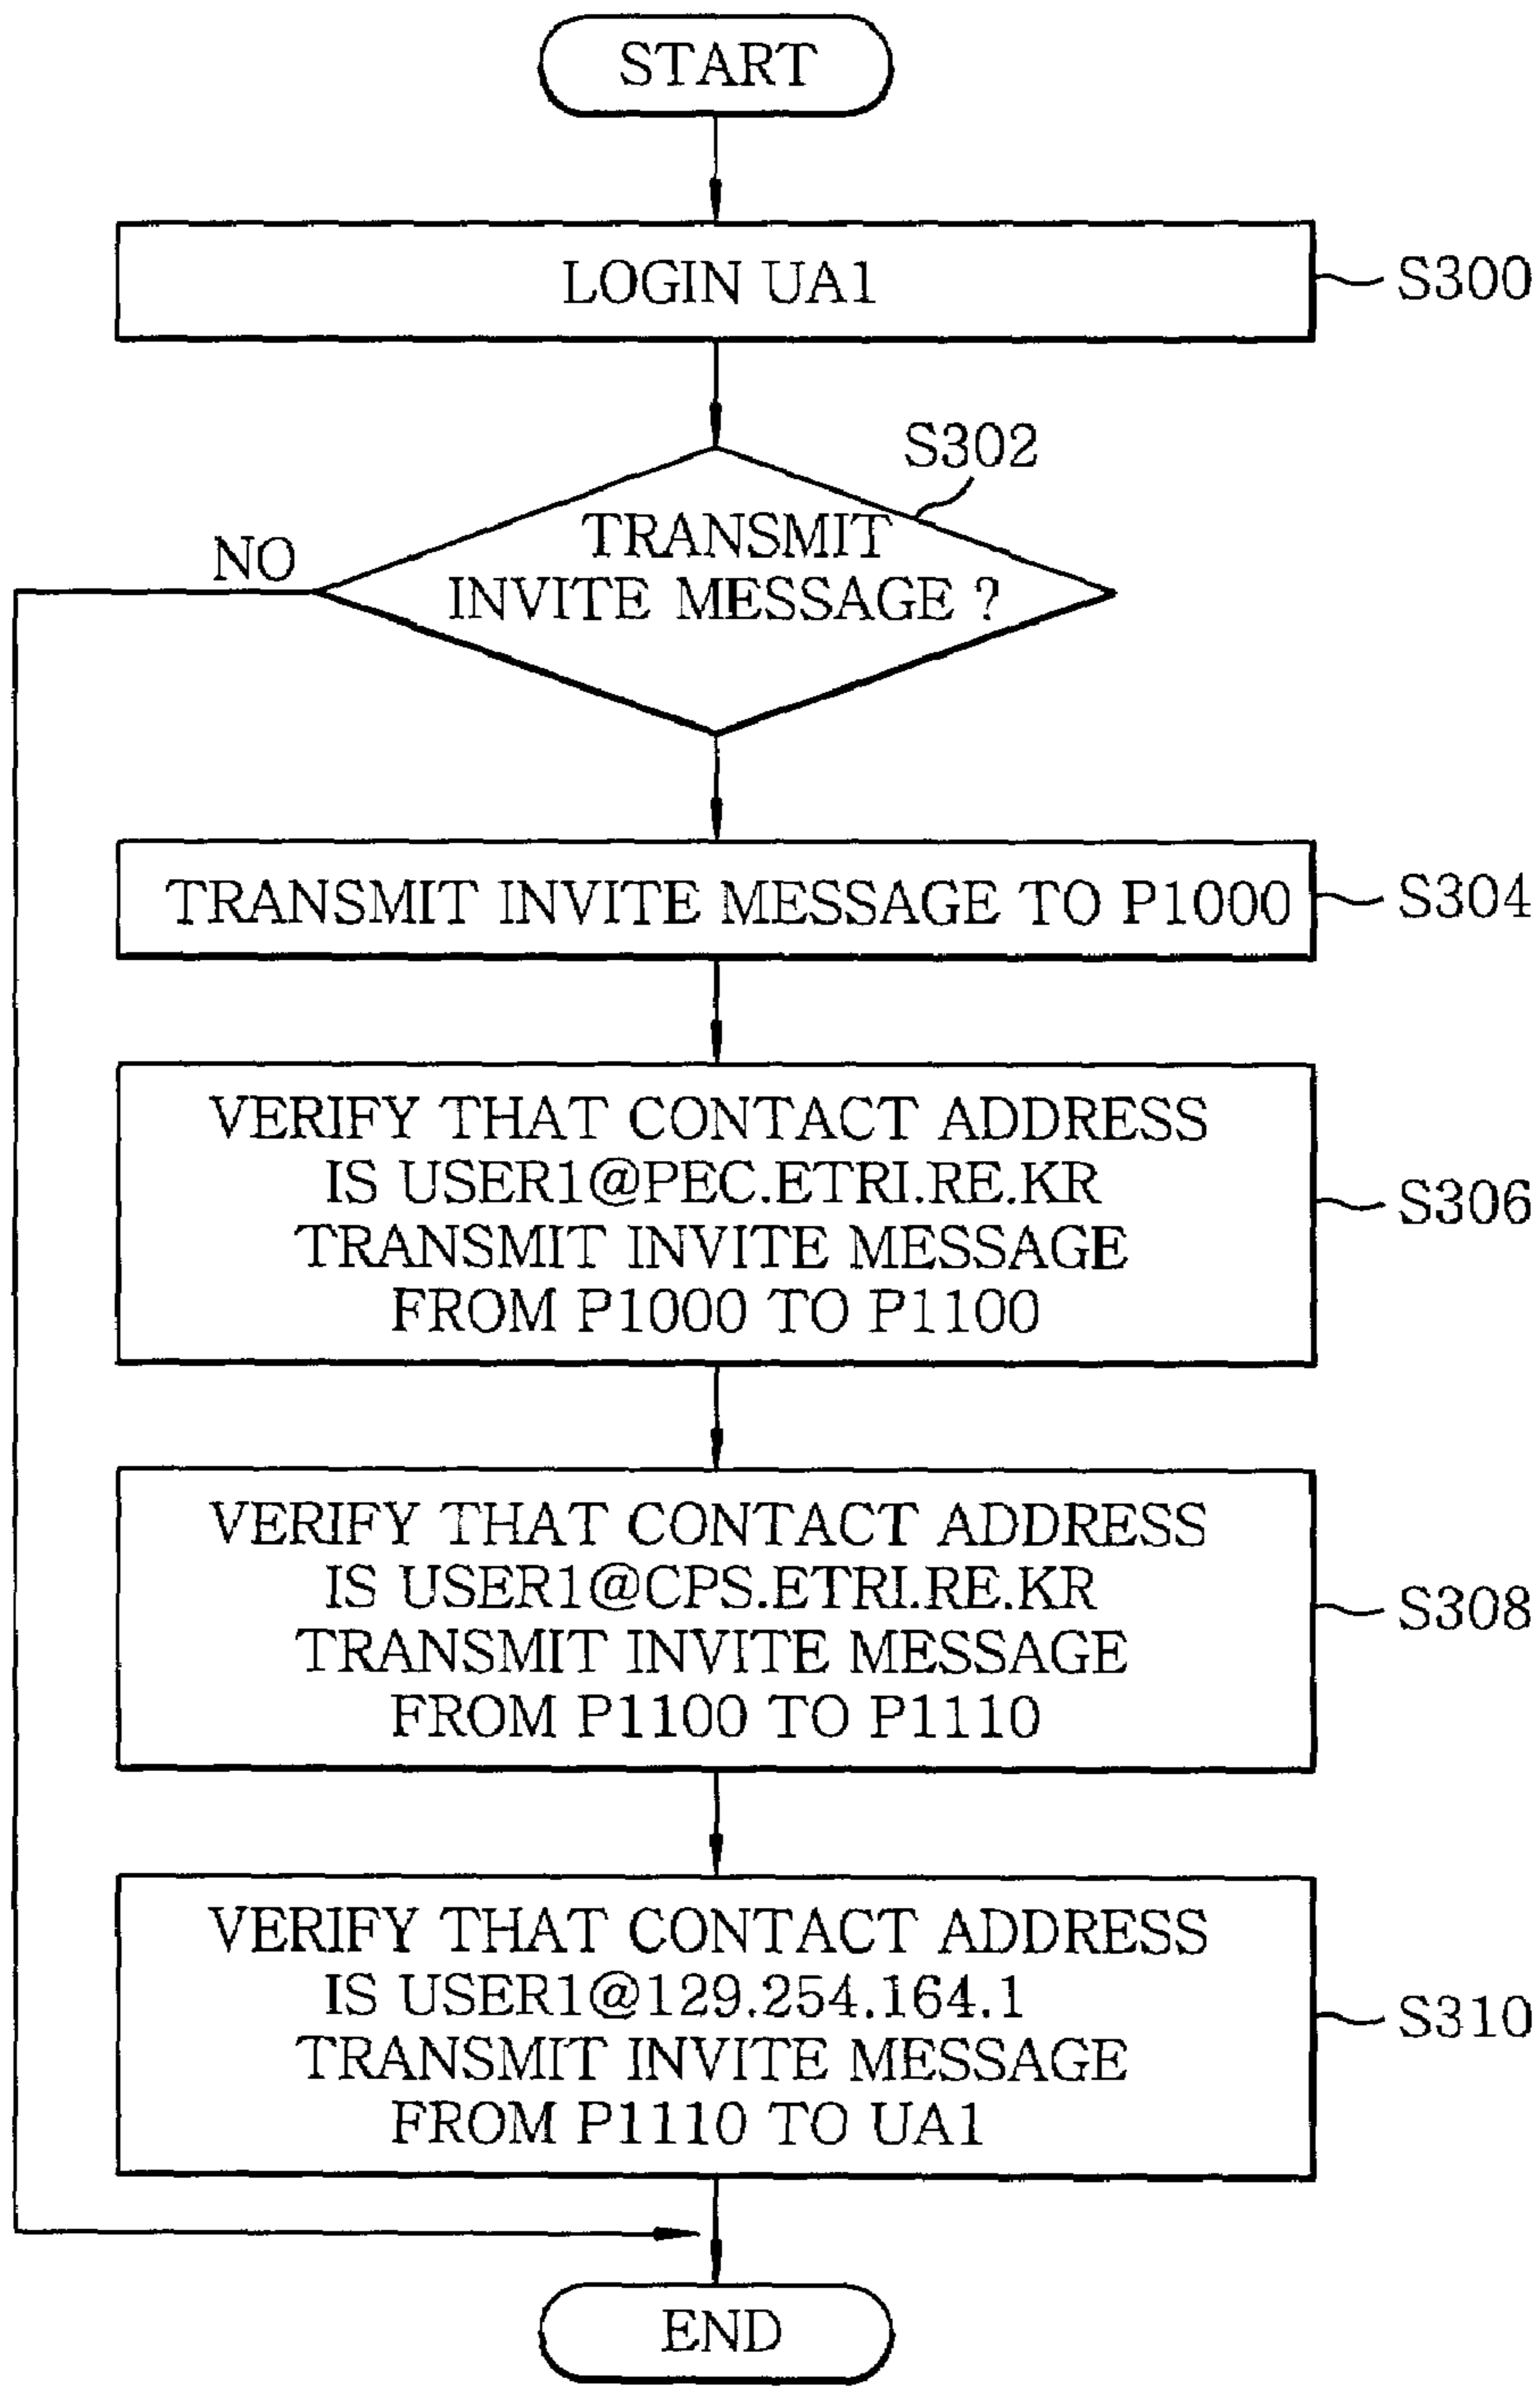 START
LOGIN UA1
S300
S302
TRANSMIT
INVITE MESSAGE ?
NO
TRANSMIT INVITE MESSAGE TO P1000
S304
VERIFY THAT CONTACT ADDRESS
IS USER1@PEC.ETRI.RE.KR
TRANSMIT INVITE MESSAGE
FROM P1000 TO P1100
S306
VERIFY THAT CONTACT ADDRESS
IS USER1@CPS.ETRI.RE.KR
TRANSMIT INVITE MESSAGE
FROM P1100 TO P1110
S308
VERIFY THAT CONTACT ADDRESS
IS USER1@129.254.164.1
TRANSMIT INVITE MESSAGE
FROM P1110 TO UA1
S310
END